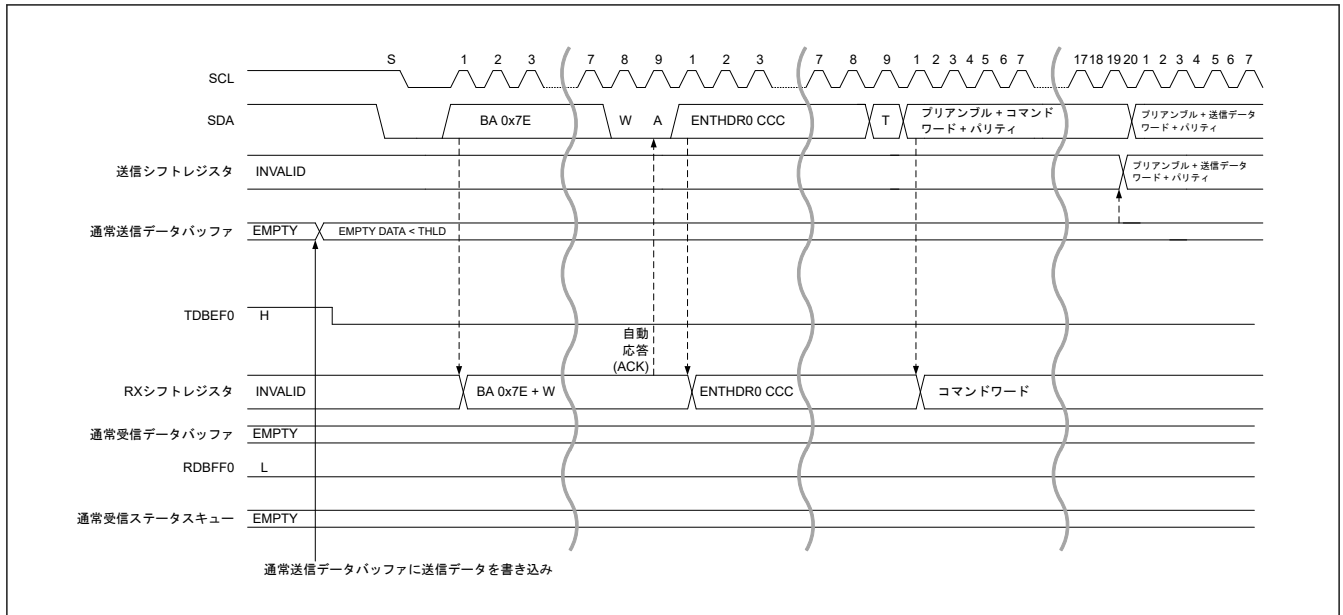 S 1 2 3 7 8 9 1 2 3 7 8 9 1 2 3 4 5 6 7 17 18 19 20 1 2 3 4 5 6 7
SCL
SDA BA 0x7E W A ENTHDR0 CCC T プリアンブル + コマンド
ワード + パリティ
プリアンブル + 送信データ
ワード + パリティ
送信シフトレジスタ INVALID
プリアンブル + 送信データ
ワード + パリティ
通常送信データバッファ EMPTY EMPTY DATA < THLD
TDBEF0 H
自動
応答
(ACK)
RXシフトレジスタ INVALID BA 0x7E + W ENTHDR0 CCC コマンドワード
通常受信データバッファ EMPTY
RDBFF0 L
通常受信ステータスキュー EMPTY
通常送信データバッファに送信データを書き込み